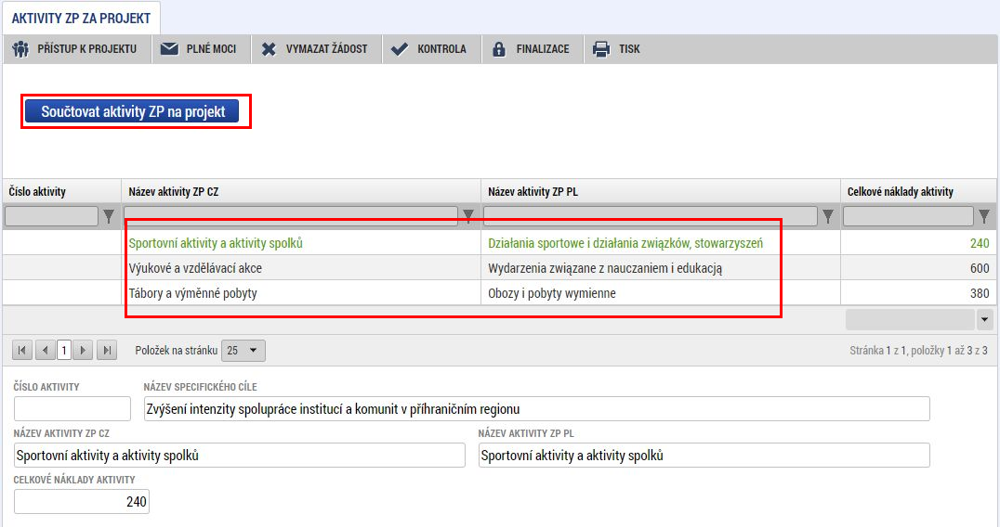 AKTIVITY ZP ZA PROJEKT
PŘÍSTUP K PROJEKTU PLNÉ MOCI VYMAZAT ŽÁDOST KONTROLA FINALIZACE TISK
Součtovat aktivity ZP na projekt
Číslo aktivity Název aktivity ZP CZ Název aktivity ZP PL Celkové náklady aktivity
Sportovní aktivity a aktivity spolků Działania sportowe i działania związków, stowarzyszeń 240
Výukové a vzdělávací akce Wydarzenia związane z nauczaniem i edukacją 600
Tábory a výměnné pobyty Obozy i pobyty wymienne 380
1 Položek na stránku 25 Stránka 1 z 1, položky 1 až 3 z 3
ČÍSLO AKTIVITY NÁZEV SPECIFICKÉHO CÍLE
Zvýšení intenzity spolupráce institucí a komunit v příhraničním regionu
NÁZEV AKTIVITY ZP CZ NÁZEV AKTIVITY ZP PL
Sportovní aktivity a aktivity spolků Sportovní aktivity a aktivity spolků
CELKOVÉ NÁKLADY AKTIVITY
240